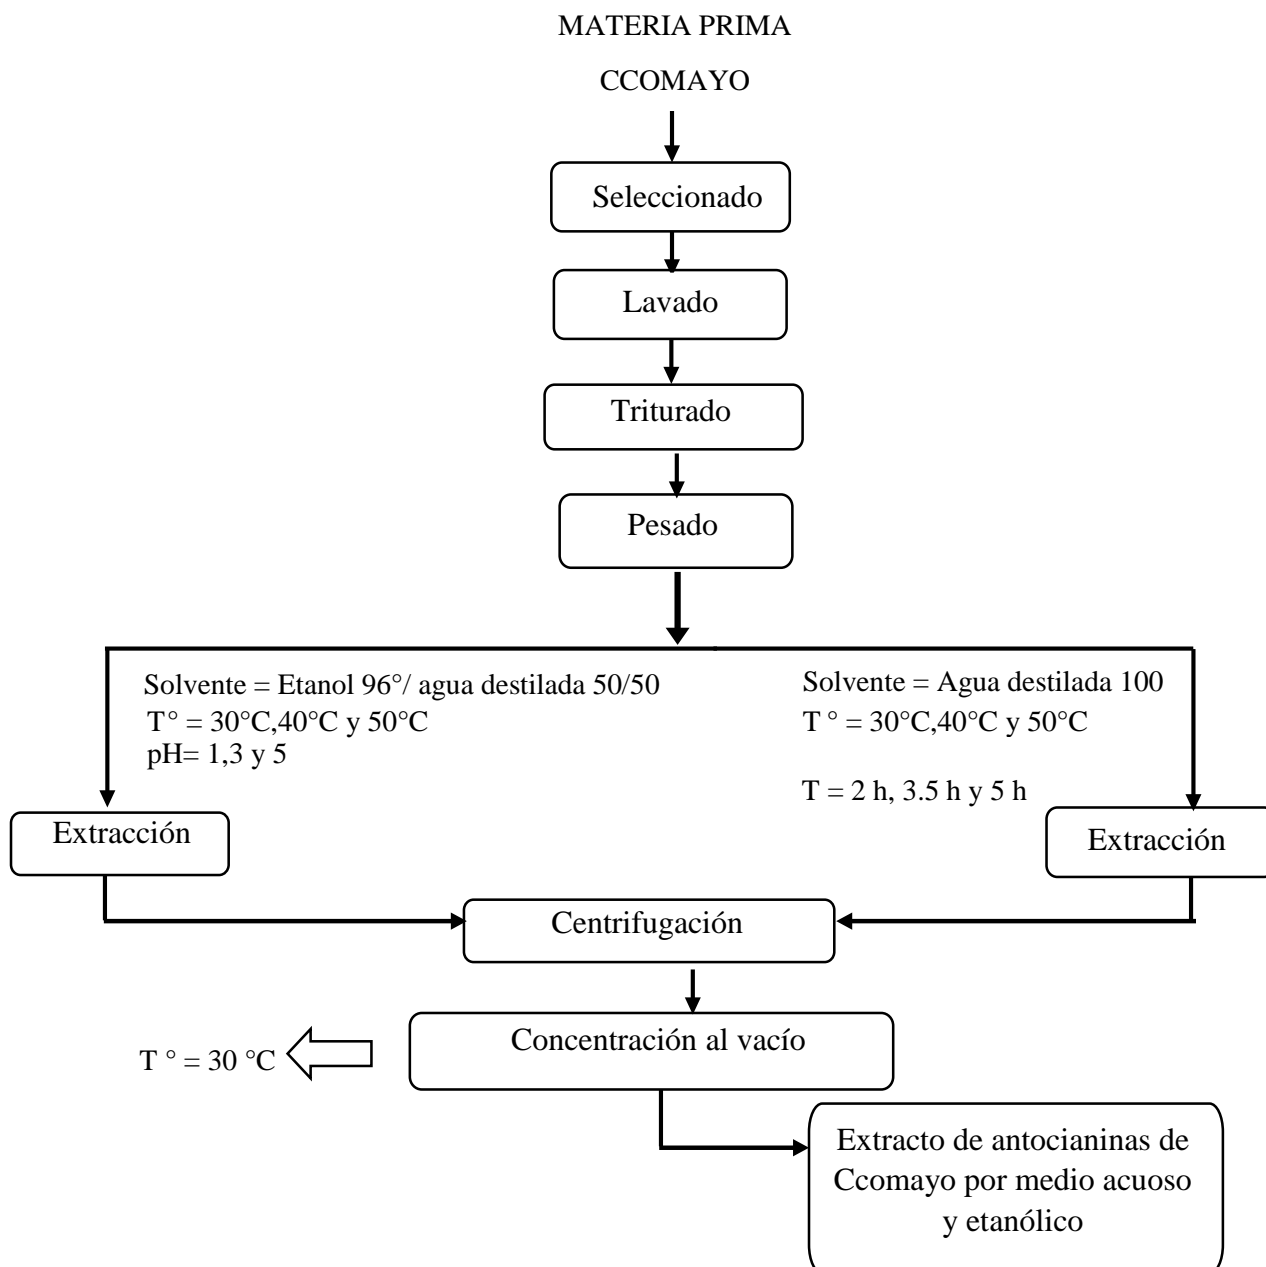 MATERIA PRIMA
CCOMAYO
Seleccionado
Lavado
Triturado
Pesado
Solvente = Etanol 96°/ agua destilada 50/50
T° = 30°C,40°C y 50°C
pH= 1,3 y 5
Solvente = Agua destilada 100
T ° = 30°C,40°C y 50°C
T = 2 h, 3.5 h y 5 h
Extracción
Extracción
Centrifugación
Concentración al vacío
T ° = 30 °C
Extracto de antocianinas de
Ccomayo por medio acuoso
y etanólico